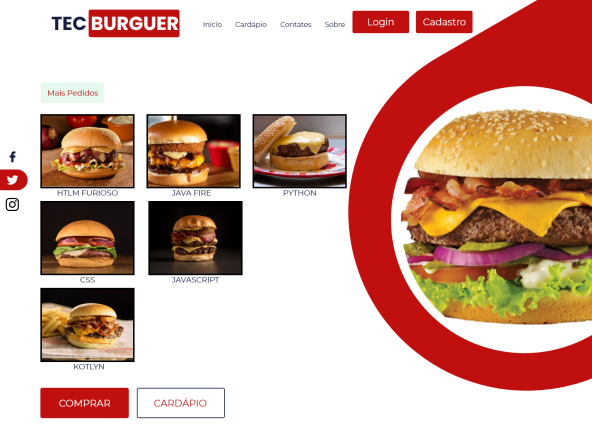 TEC BURGUER
Início Cardápio Contatos Sobre Login Cadastro
Mais Pedidos
HTLM FURIOSO JAVA FIRE PYTHON
CSS JAVASCRIPT
KOTLYN
COMPRAR CARDÁPIO